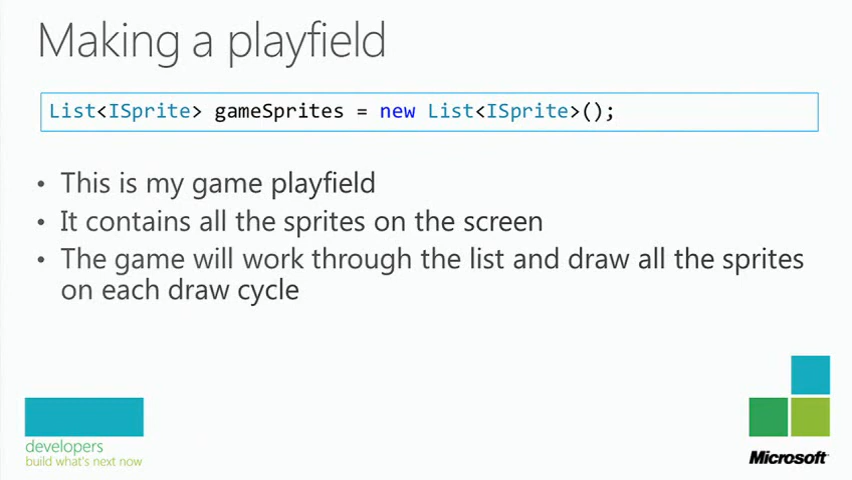 Making a playfield
List<ISprite> gameSprites = new List<ISprite>();
• This is my game playfield
• It contains all the sprites on the screen
• The game will work through the list and draw all the sprites
on each draw cycle
developers
build what's next now
Microsoft